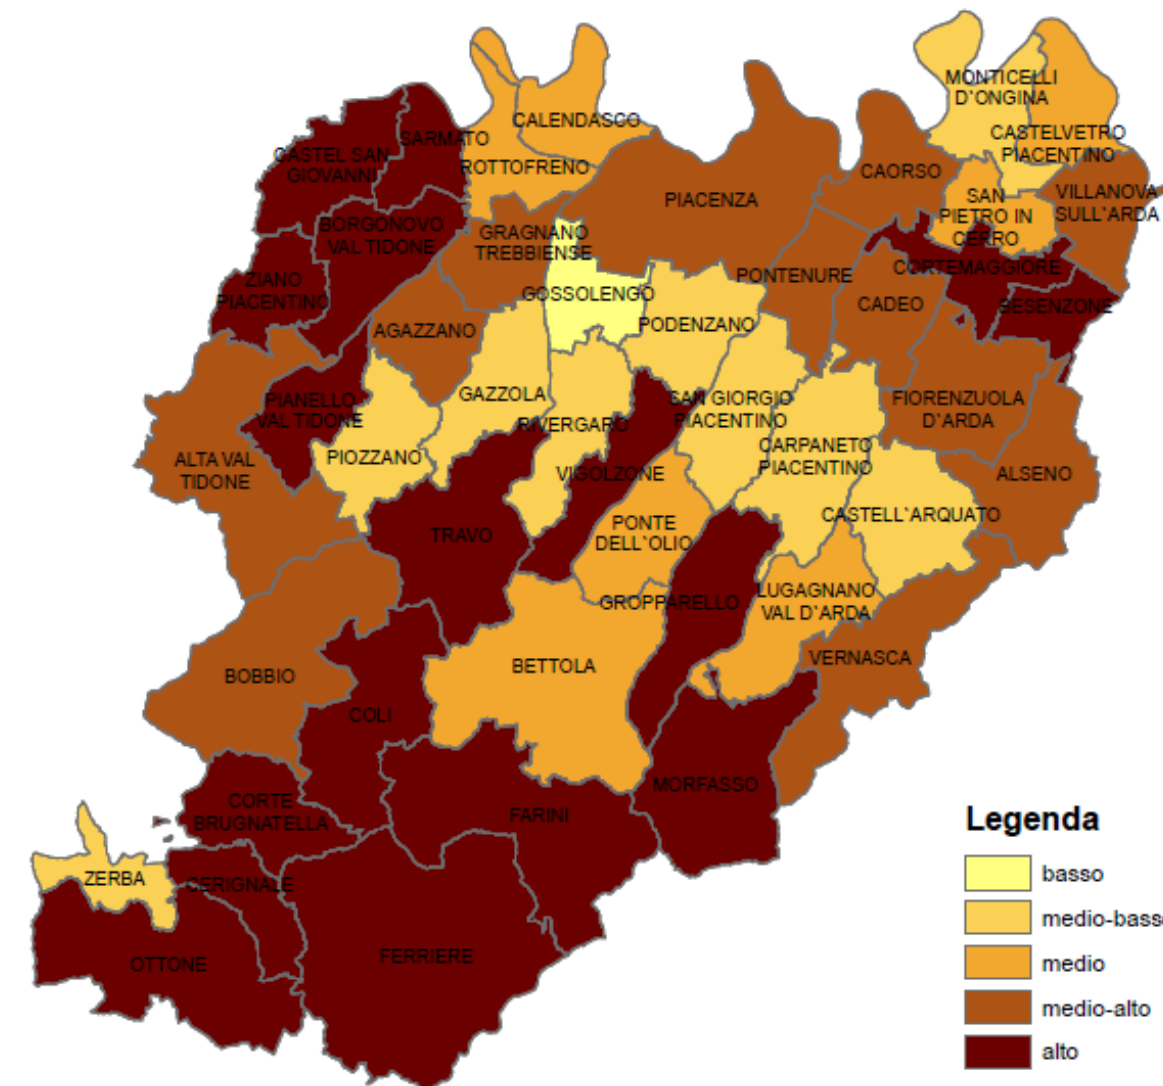 MONTICELLI
D'ONGINA
CALENDASCO
CASTELVETRO
PIACENTINO
SARMATO
CASTEL SAN
GIOVANNI
ROTTOFRENO
CAORSO
PIACENZA
SAN
PIETRO IN
CERRO
VILLANOVA
SULL'ARDA
BORGONOVO
VAL TIDONE
GRAGNANO
TREBBIENSE
CORTEMAGGIORE
PONTENURE
ZIANO
PIACENTINO
GOSSOLENGO
CADEO
BESENZONE
PODENZANO
AGAZZANO
GAZZOLA
SAN GIORGIO
PIACENTINO
FIORENZUOLA
D'ARDA
PIANELLO
VAL TIDONE
RIVERGARO
CARPANETO
PIACENTINO
PIOZZANO
ALTA VAL
TIDONE
VIGOLZONE
ALSENO
CASTELL`ARQUATO
PONTE
DELL`OLIO
TRAVO
LUGAGNANO
VAL D'ARDA
GROPPARELLO
VERNASCA
BETTOLA
BOBBIO
COLI
MORFASSO
CORTE
BRUGNATELLA
FARINI
ZERBA
CERIGNALE
FERRIERE
OTTONE
Legenda
basso
medio-bass
medio
medio-alto
alto